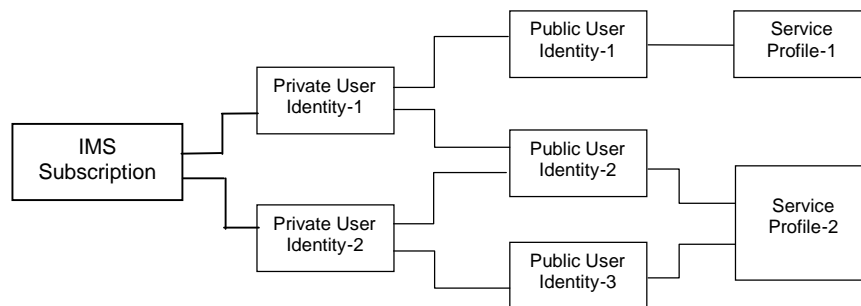 IMS
Subscription
Private User
Identity-1
Private User
Identity-2
Public User
Identity-1
Public User
Identity-2
Public User
Identity-3
Service
Profile-1
Service
Profile-2